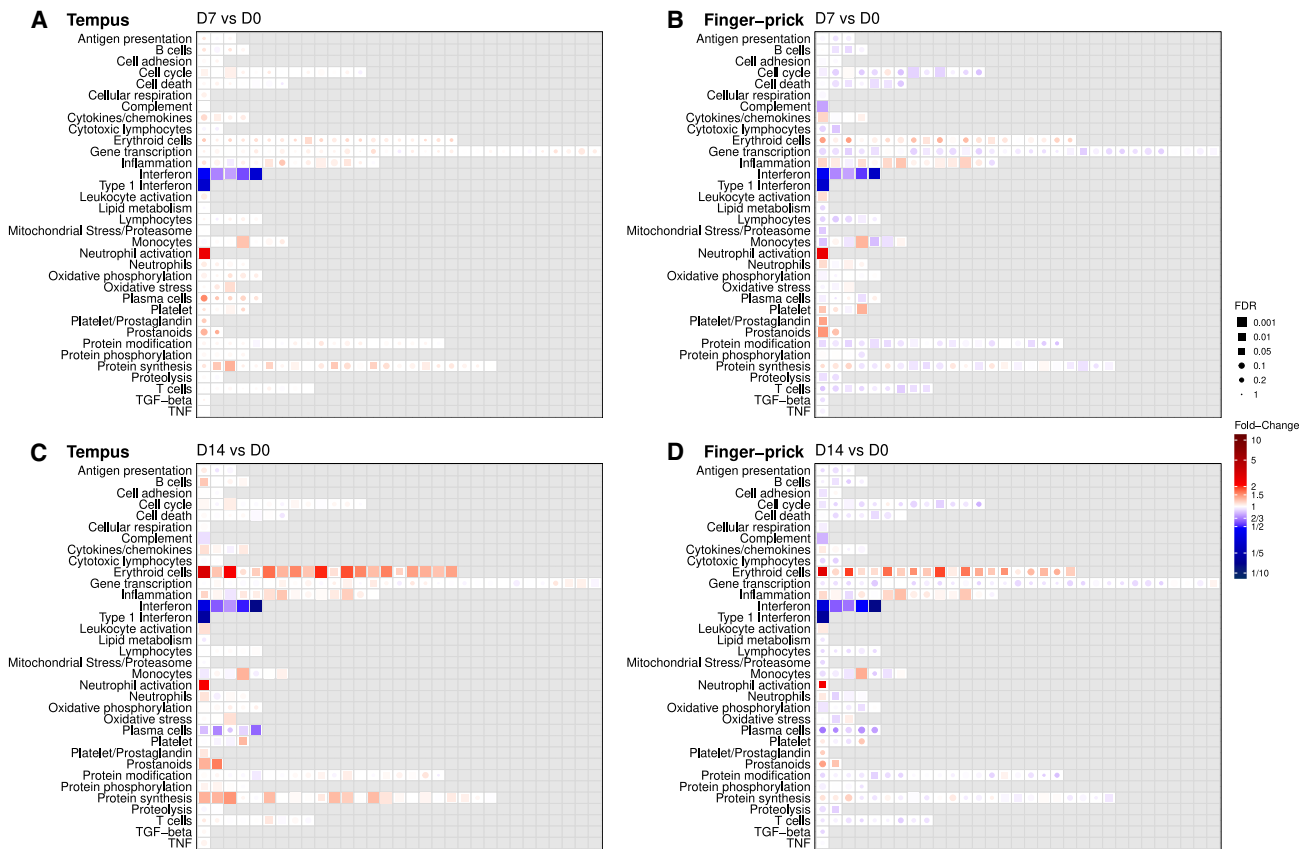 A Tempus D7 vs D0
Antigen presentation
B cells
Cell adhesion
Cell cycle
Cell death
Cellular respiration
Complement
Cytokines/chemokines
Cytotoxic lymphocytes
Erythroid cells
Gene transcription
Inflammation
Interferon
Type 1 Interferon
Leukocyte activation
Lipid metabolism
Lymphocytes
Mitochondrial Stress/Proteasome
Monocytes
Neutrophil activation
Neutrophils
Oxidative phosphorylation
Oxidative stress
Plasma cells
Platelet
Platelet/Prostaglandin
Prostanoids
Protein modification
Protein phosphorylation
Protein synthesis
Proteolysis
T cells
TGF−beta
TNF
B Finger−prick D7 vs D0
Antigen presentation
B cells
Cell adhesion
Cell cycle
Cell death
Cellular respiration
Complement
Cytokines/chemokines
Cytotoxic lymphocytes
Erythroid cells
Gene transcription
Inflammation
Interferon
Type 1 Interferon
Leukocyte activation
Lipid metabolism
Lymphocytes
Mitochondrial Stress/Proteasome
Monocytes
Neutrophil activation
Neutrophils
Oxidative phosphorylation
Oxidative stress
Plasma cells
Platelet
Platelet/Prostaglandin
Prostanoids
Protein modification
Protein phosphorylation
Protein synthesis
Proteolysis
T cells
TGF−beta
TNF
FDR
0.001
0.01
0.05
0.1
0.2
1
Fold−Change
10
5
2
1.5
1
2/3
1/2
1/5
1/10
C Tempus D14 vs D0
Antigen presentation
B cells
Cell adhesion
Cell cycle
Cell death
Cellular respiration
Complement
Cytokines/chemokines
Cytotoxic lymphocytes
Erythroid cells
Gene transcription
Inflammation
Interferon
Type 1 Interferon
Leukocyte activation
Lipid metabolism
Lymphocytes
Mitochondrial Stress/Proteasome
Monocytes
Neutrophil activation
Neutrophils
Oxidative phosphorylation
Oxidative stress
Plasma cells
Platelet
Platelet/Prostaglandin
Prostanoids
Protein modification
Protein phosphorylation
Protein synthesis
Proteolysis
T cells
TGF−beta
TNF
D Finger−prick D14 vs D0
Antigen presentation
B cells
Cell adhesion
Cell cycle
Cell death
Cellular respiration
Complement
Cytokines/chemokines
Cytotoxic lymphocytes
Erythroid cells
Gene transcription
Inflammation
Interferon
Type 1 Interferon
Leukocyte activation
Lipid metabolism
Lymphocytes
Mitochondrial Stress/Proteasome
Monocytes
Neutrophil activation
Neutrophils
Oxidative phosphorylation
Oxidative stress
Plasma cells
Platelet
Platelet/Prostaglandin
Prostanoids
Protein modification
Protein phosphorylation
Protein synthesis
Proteolysis
T cells
TGF−beta
TNF